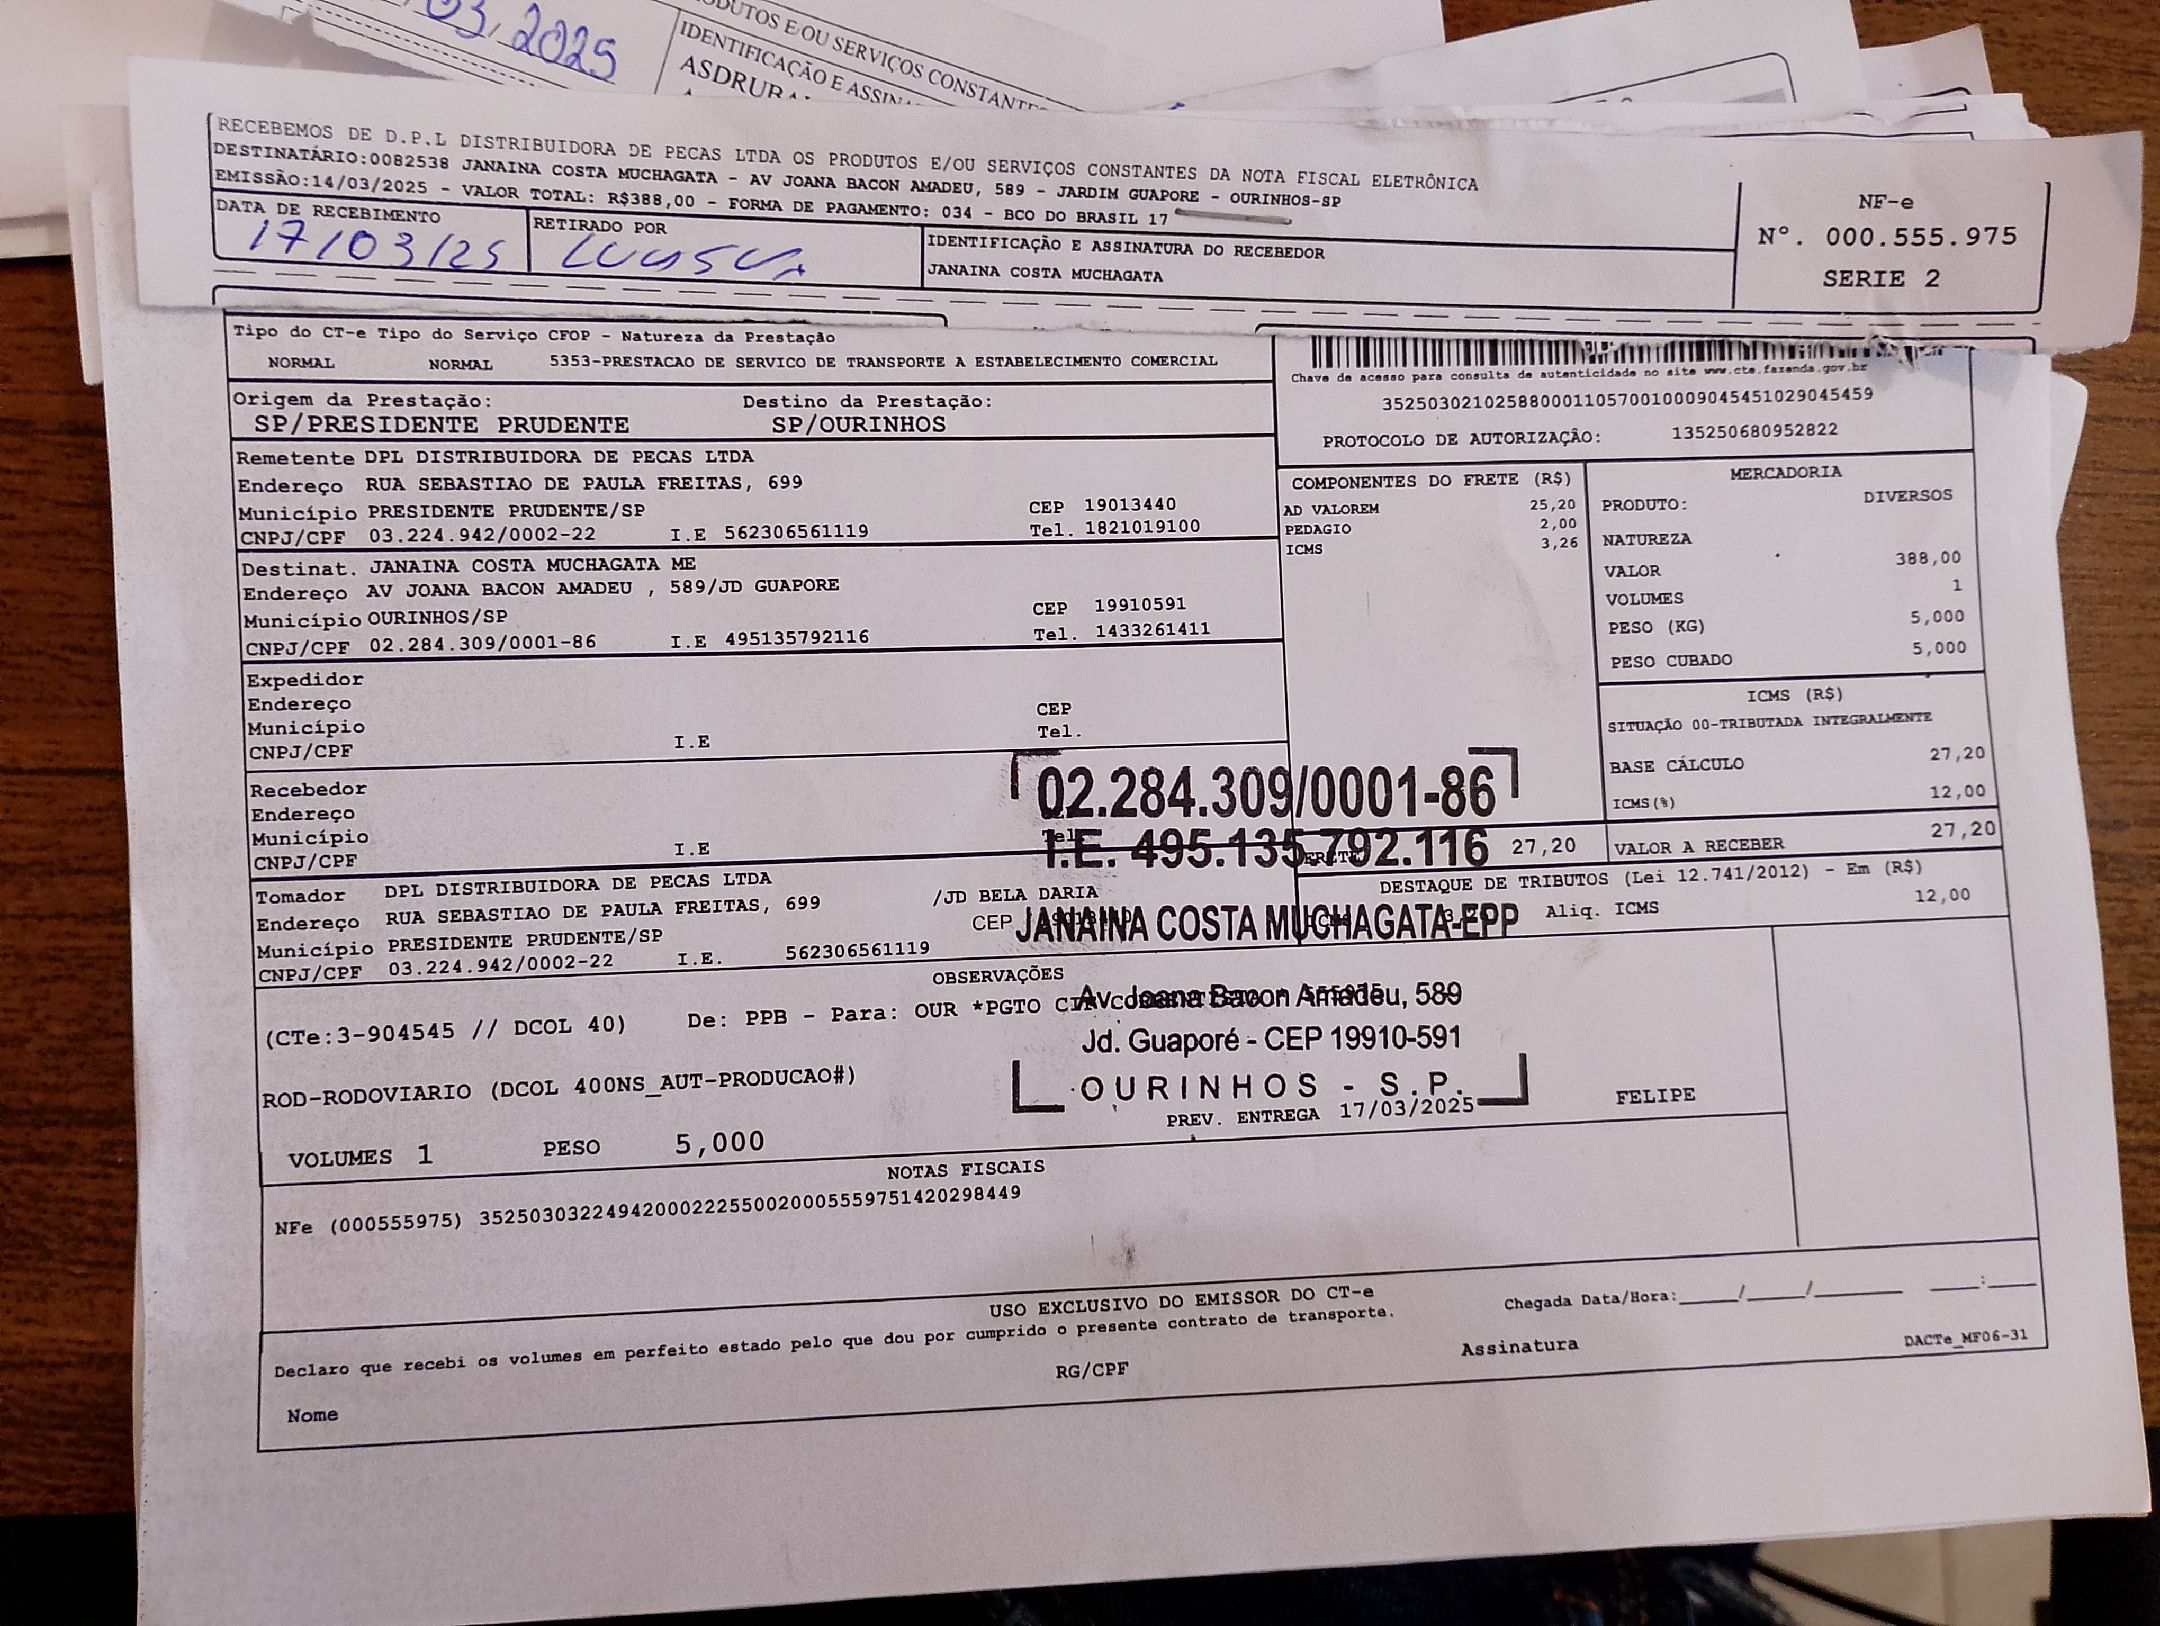 03/2025
PRODUTOS E/OU SERVIÇOS CONSTANTES
IDENTIFICAÇÃO E
ASDRUBA
RECEBEMOS DE D.P.L DISTRIBUIDORA DE PECAS LTDA OS PRODUTOS E/OU SERVIÇOS CONSTANTES DA NOTA FISCAL ELETRÔNICA
DESTINATÁRIO:0082538 JANAINA COSTA MUCHAGATA - AV JOANA BACON AMADEU, 589 - JARDIM GUAPORE - OURINHOS-SP
EMISSÃO:14/03/2025 - VALOR TOTAL: R$388,00 - FORMA DE PAGAMENTO: 034 - BCO DO BRASIL 17
DATA DE RECEBIMENTO
17/03/25
RETIRADO POR
IDENTIFICAÇÃO E ASSINATURA DO RECEBEDOR
JANAINA COSTA MUCHAGATA
NF-e
Nº. 000.555.975
SERIE 2
Tipo do CT-e Tipo do Serviço CFOP - Natureza da Prestação
NORMAL NORMAL 5353-PRESTACAO DE SERVICO DE TRANSPORTE A ESTABELECIMENTO COMERCIAL
Chave de acesso para consulta de autenticidade no site www.cte.fazenda.gov.br
35250302102588000110570010009045451029045459
PROTOCOLO DE AUTORIZAÇÃO: 135250680952822
Origem da Prestação: Destino da Prestação:
SP/PRESIDENTE PRUDENTE SP/OURINHOS
Remetente DPL DISTRIBUIDORA DE PECAS LTDA
Endereço RUA SEBASTIAO DE PAULA FREITAS, 699
Município PRESIDENTE PRUDENTE/SP CEP 19013440
CNPJ/CPF 03.224.942/0002-22 I.E 562306561119 Tel. 1821019100
Destinat. JANAINA COSTA MUCHAGATA ME
Endereço AV JOANA BACON AMADEU , 589/JD GUAPORE
Município OURINHOS/SP CEP 19910591
CNPJ/CPF 02.284.309/0001-86 I.E 495135792116 Tel. 1433261411
Expedidor
Endereço
Município CEP
CNPJ/CPF I.E Tel.
Recebedor
Endereço
Município
CNPJ/CPF I.E Tel
COMPONENTES DO FRETE (R$)
AD VALOREM 25,20
PEDAGIO 2,00
ICMS 3,26
MERCADORIA
PRODUTO: DIVERSOS
NATUREZA
VALOR 388,00
VOLUMES 1
PESO (KG) 5,000
PESO CUBADO 5,000
ICMS (R$)
SITUAÇÃO 00-TRIBUTADA INTEGRALMENTE
BASE CÁLCULO 27,20
ICMS(%) 12,00
27,20 VALOR A RECEBER 27,20
DESTAQUE DE TRIBUTOS (Lei 12.741/2012) - Em (R$)
Aliq. ICMS 12,00
Tomador DPL DISTRIBUIDORA DE PECAS LTDA
Endereço RUA SEBASTIAO DE PAULA FREITAS, 699 /JD BELA DARIA
Município PRESIDENTE PRUDENTE/SP CEP
CNPJ/CPF 03.224.942/0002-22 I.E. 562306561119
02.284.309/0001-86
I.E. 495.135.792.116
JANAINA COSTA MUCHAGATA-EPP
Av. Joana Bacon Amadeu, 589
Jd. Guaporé - CEP 19910-591
OURINHOS - S.P.
OBSERVAÇÕES
(CTe:3-904545 // DCOL 40) De: PPB - Para: OUR *PGTO
ROD-RODOVIARIO (DCOL 400NS_AUT-PRODUCAO#)
PREV. ENTREGA 17/03/2025
FELIPE
VOLUMES 1 PESO 5,000
NOTAS FISCAIS
NFe (000555975) 35250303224942000222550020005559751420298449
USO EXCLUSIVO DO EMISSOR DO CT-e
Declaro que recebi os volumes em perfeito estado pelo que dou por cumprido o presente contrato de transporte.
Chegada Data/Hora:_____/_____/________ ____:____
Nome RG/CPF Assinatura DACTe_MF06-31